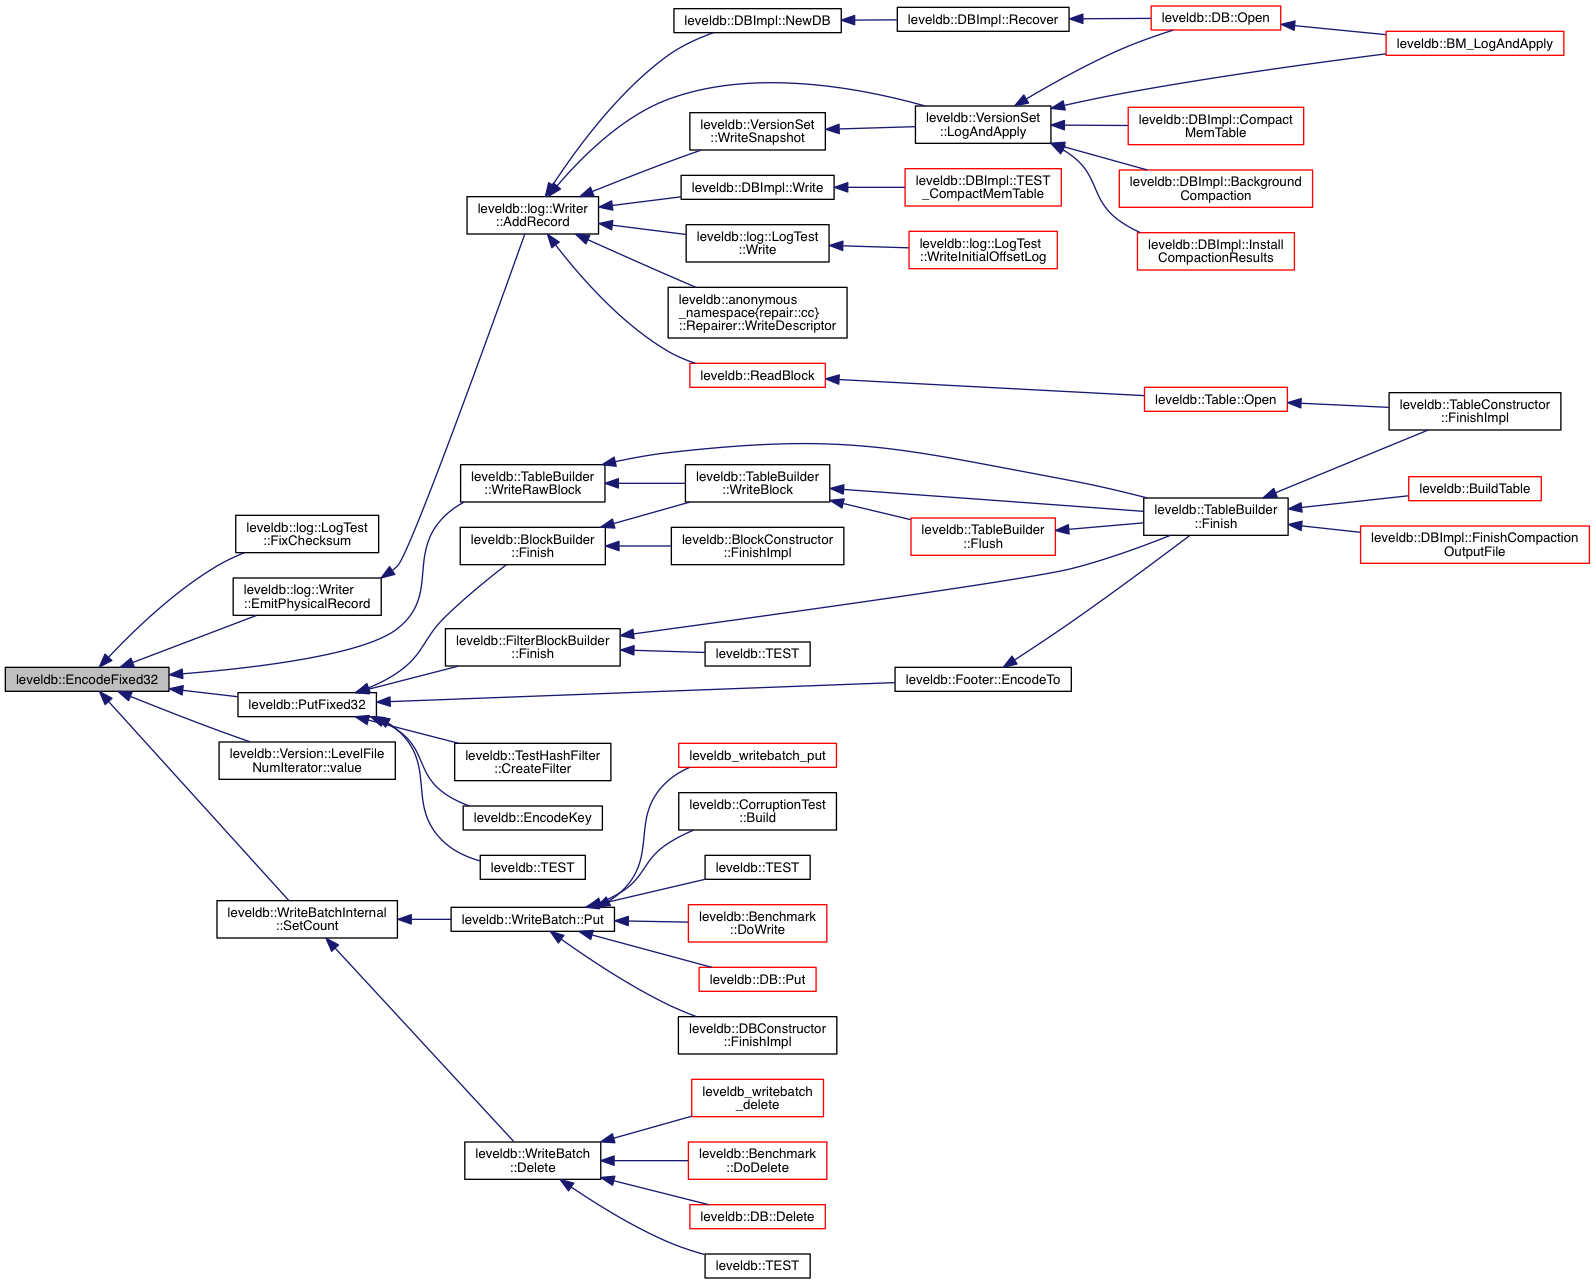 leveldb::DBImpl::NewDB
leveldb::DBImpl::Recover
leveldb::DB::Open
leveldb::BM_LogAndApply
leveldb::VersionSet
::WriteSnapshot
leveldb::VersionSet
::LogAndApply
leveldb::DBImpl::Compact
MemTable
leveldb::DBImpl::Write
leveldb::DBImpl::TEST
_CompactMemTable
leveldb::DBImpl::Background
Compaction
leveldb::log::Writer
::AddRecord
leveldb::log::LogTest
::Write
leveldb::log::LogTest
::WriteInitialOffsetLog
leveldb::DBImpl::Install
CompactionResults
leveldb::anonymous
_namespace{repair::cc}
::Repairer::WriteDescriptor
leveldb::ReadBlock
leveldb::Table::Open
leveldb::TableConstructor
::FinishImpl
leveldb::TableBuilder
::WriteRawBlock
leveldb::TableBuilder
::WriteBlock
leveldb::TableBuilder
::Finish
leveldb::BuildTable
leveldb::log::LogTest
::FixChecksum
leveldb::BlockBuilder
::Finish
leveldb::BlockConstructor
::FinishImpl
leveldb::TableBuilder
::Flush
leveldb::DBImpl::FinishCompaction
OutputFile
leveldb::log::Writer
::EmitPhysicalRecord
leveldb::FilterBlockBuilder
::Finish
leveldb::TEST
leveldb::EncodeFixed32
leveldb::PutFixed32
leveldb::Footer::EncodeTo
leveldb::Version::LevelFile
NumIterator::value
leveldb::TestHashFilter
::CreateFilter
leveldb_writebatch_put
leveldb::EncodeKey
leveldb::CorruptionTest
::Build
leveldb::TEST
leveldb::TEST
leveldb::WriteBatchInternal
::SetCount
leveldb::WriteBatch::Put
leveldb::Benchmark
::DoWrite
leveldb::DB::Put
leveldb::DBConstructor
::FinishImpl
leveldb_writebatch
_delete
leveldb::WriteBatch
::Delete
leveldb::Benchmark
::DoDelete
leveldb::DB::Delete
leveldb::TEST